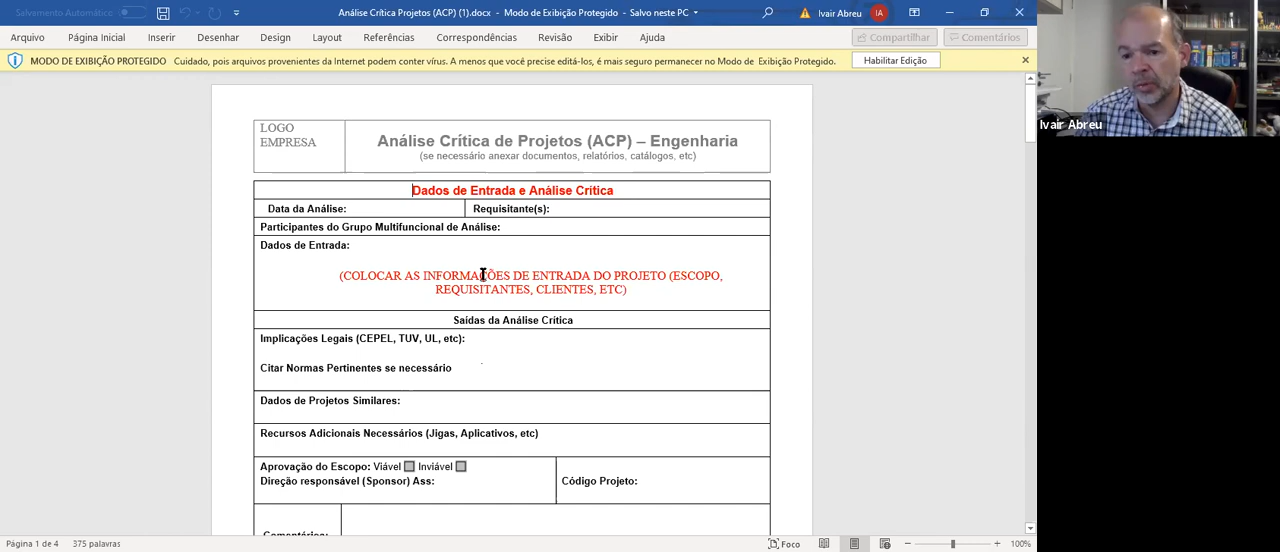 Salvamento Automático
Análise Crítica Projetos (ACP) (1).docx - Modo de Exibição Protegido - Salvo neste PC
Ivair Abreu
IA
Arquivo Página Inicial Inserir Desenhar Design Layout Referências Correspondências Revisão Exibir Ajuda
Compartilhar
Comentários
MODO DE EXIBIÇÃO PROTEGIDO Cuidado, pois arquivos provenientes da Internet podem conter vírus. A menos que você precise editá-los, é mais seguro permanecer no Modo de Exibição Protegido.
Habilitar Edição
LOGO
EMPRESA
Análise Crítica de Projetos (ACP) – Engenharia
(se necessário anexar documentos, relatórios, catálogos, etc)
Dados de Entrada e Análise Crítica
Data da Análise: Requisitante(s):
Participantes do Grupo Multifuncional de Análise:
Dados de Entrada:
(COLOCAR AS INFORMAÇÕES DE ENTRADA DO PROJETO (ESCOPO,
REQUISITANTES, CLIENTES, ETC)
Saídas da Análise Crítica
Implicações Legais (CEPEL, TUV, UL, etc):
Citar Normas Pertinentes se necessário
Dados de Projetos Similares:
Recursos Adicionais Necessários (Jigas, Aplicativos, etc)
Aprovação do Escopo: Viável Inviável
Direção responsável (Sponsor) Ass:
Código Projeto:
Comentários:
Página 1 de 4 375 palavras
Foco
100%
Ivair Abreu